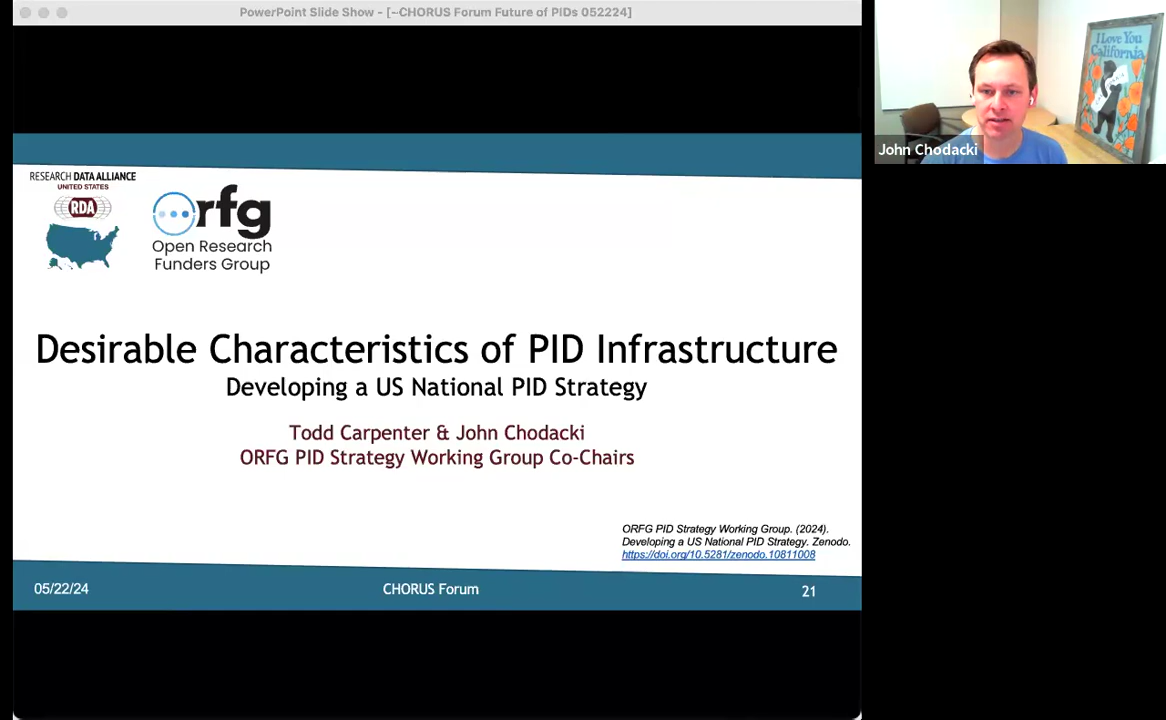 PowerPoint Slide Show - [~CHORUS Forum Future of PIDs 052224]
I Love You
California
John Chodacki
RESEARCH DATA ALLIANCE
UNITED STATES
RDA
orfg
Open Research
Funders Group
Desirable Characteristics of PID Infrastructure
Developing a US National PID Strategy
Todd Carpenter & John Chodacki
ORFG PID Strategy Working Group Co-Chairs
ORFG PID Strategy Working Group. (2024).
Developing a US National PID Strategy. Zenodo.
https://doi.org/10.5281/zenodo.10811008
05/22/24
CHORUS Forum
21